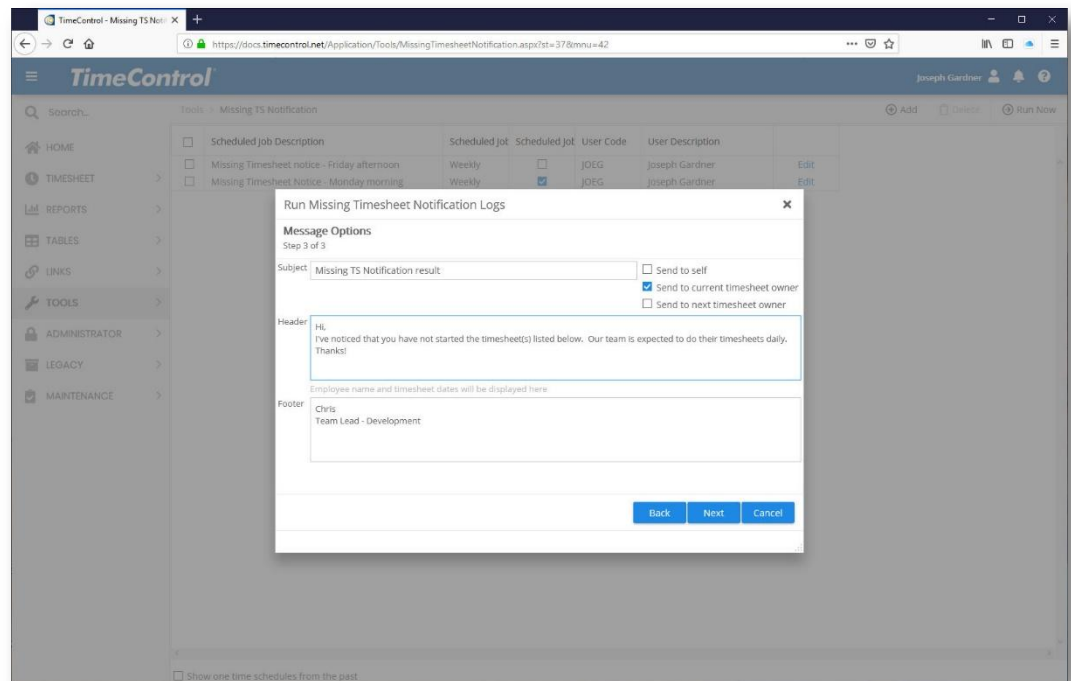 TimeControl - Missing TS Noti
https://docs.timecontrol.net/Application/Tools/MissingTimesheetNotification.aspx?st=37&mnu=42
TimeControl
Joseph Gardner
Search...
Tools
Missing TS Notification
Add
Delete
Run Now
HOME
TIMESHEET
REPORTS
TABLES
LINKS
TOOLS
ADMINISTRATOR
LEGACY
MAINTENANCE
Scheduled Job Description Scheduled Job Scheduled Job User Code User Description
Missing Timesheet notice - Friday afternoon Weekly JOEG Joseph Gardner Edit
Missing Timesheet Notice - Monday morning Weekly JOEG Joseph Gardner Edit
Run Missing Timesheet Notification Logs
Message Options
Step 3 of 3
Subject Missing TS Notification result
Send to self
Send to current timesheet owner
Send to next timesheet owner
Header
Hi,
I've noticed that you have not started the timesheet(s) listed below. Our team is expected to do their timesheets daily.
Thanks!
Employee name and timesheet dates will be displayed here
Footer
Chris
Team Lead - Development
Back Next Cancel
Show one time schedules from the past